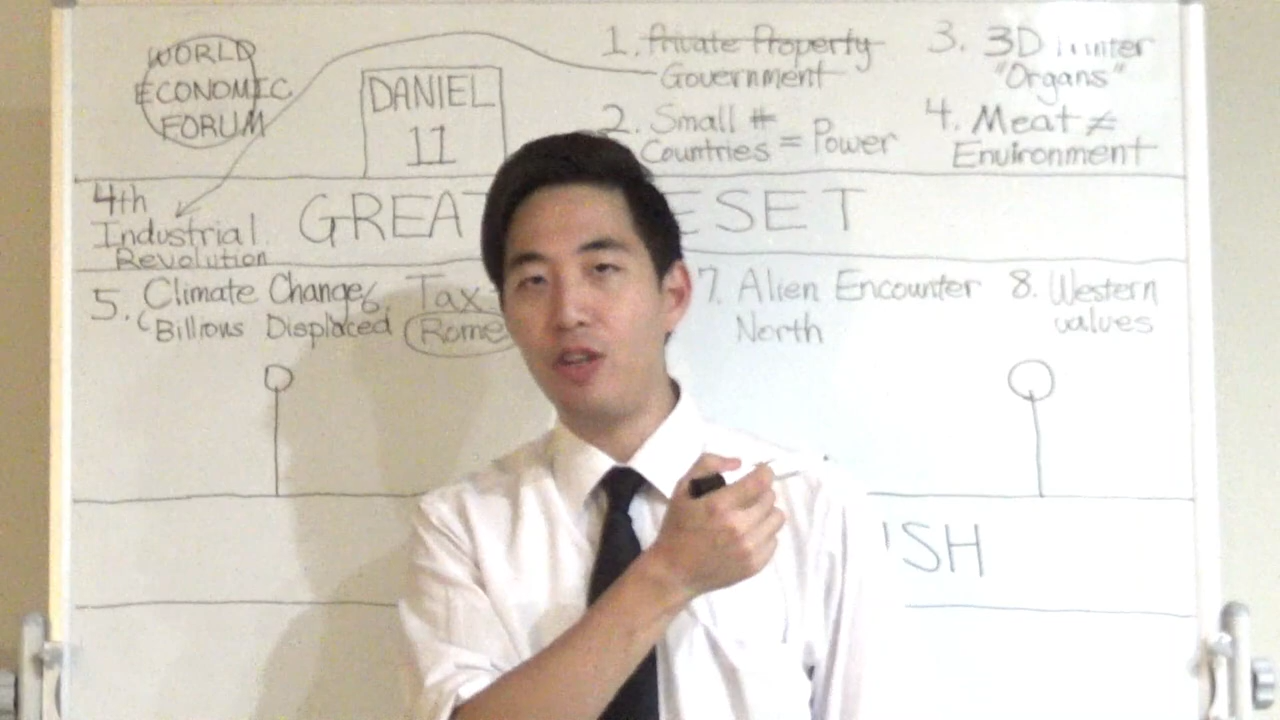 WORLD
ECONOMIC
FORUM
DANIEL
11
1. Private Property
Government
2. Small #
Countries = Power
3. 3D
"Organs"
4. Meat ≠
Environment
4th
Industrial
Revolution
GREAT ESET
5. Climate Change
Billions Displaced
6. Tax
Rome
7. Alien Encounter
North
8. Western
values
ISH